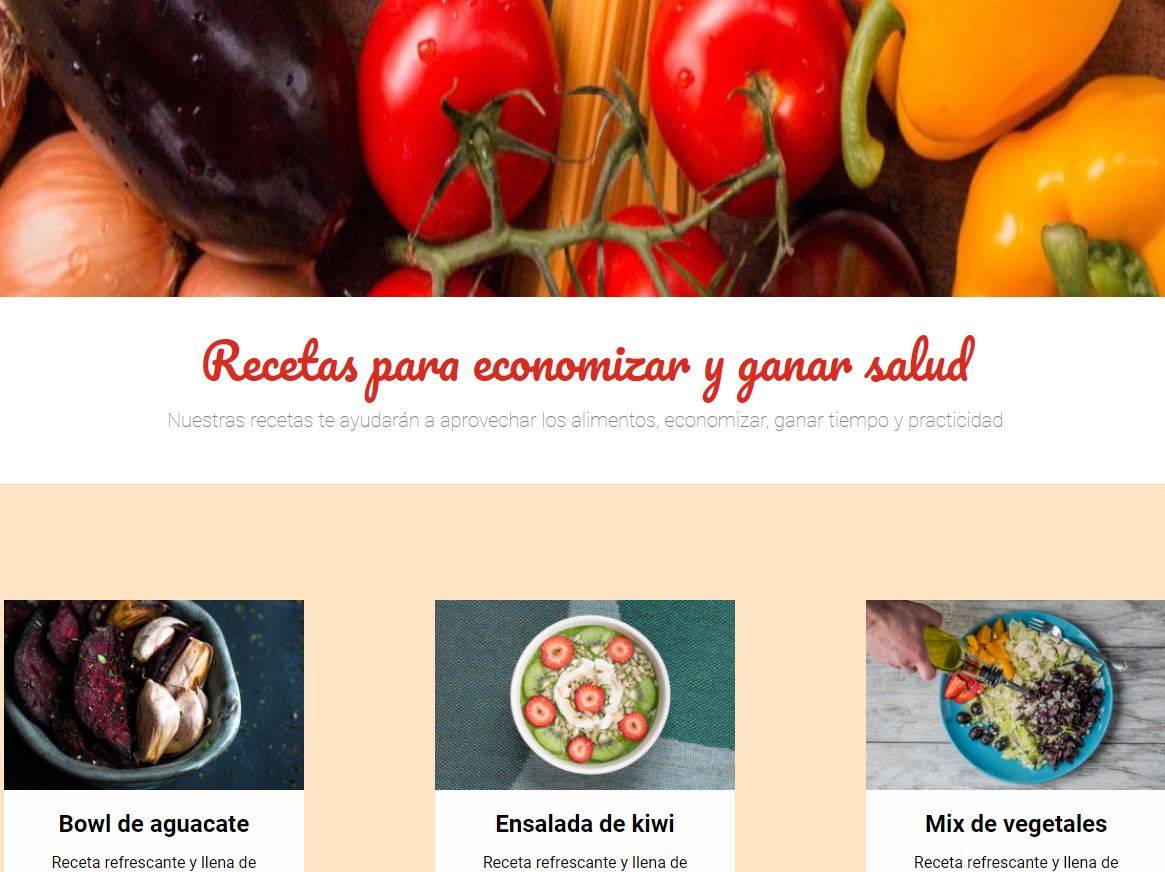 Recetas para economizar y ganar salud
Nuestras recetas te ayudarán a aprovechar los alimentos, economizar, ganar tiempo y practicidad
Bowl de aguacate
Receta refrescante y llena de
Ensalada de kiwi
Receta refrescante y llena de
Mix de vegetales
Receta refrescante y llena de